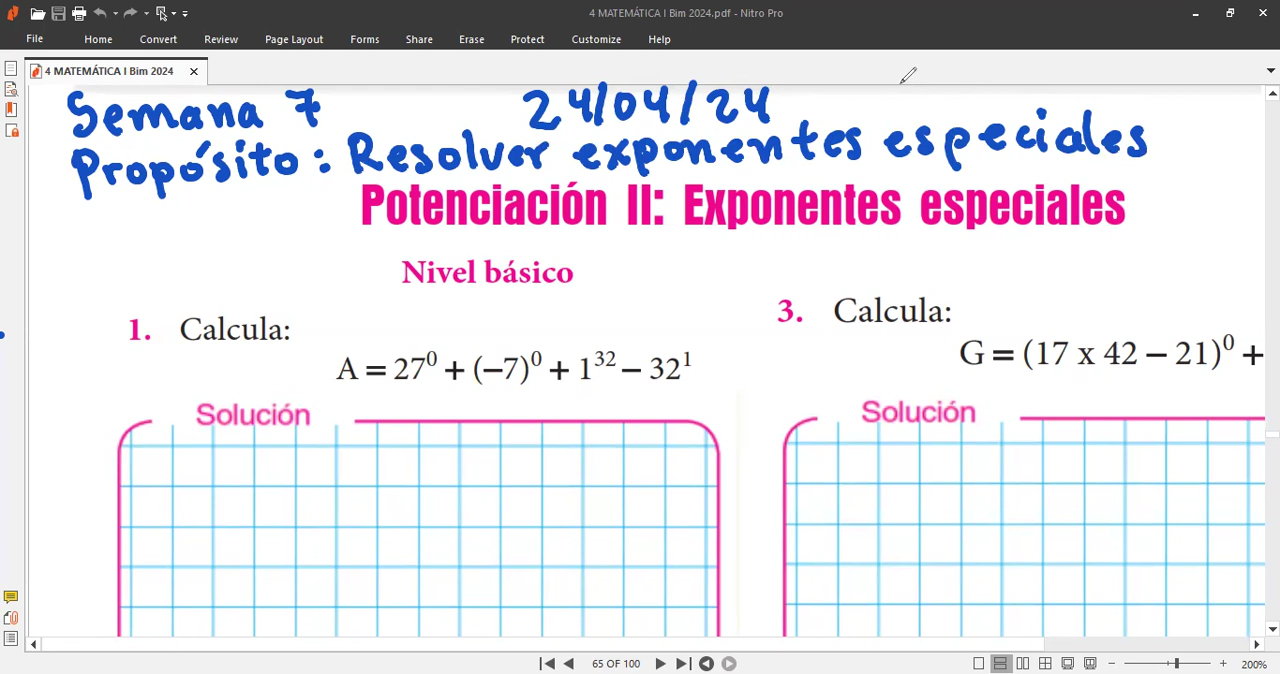 4 MATEMÁTICA I Bim 2024.pdf - Nitro Pro
File Home Convert Review Page Layout Forms Share Erase Protect Customize Help
4 MATEMÁTICA I Bim 2024
Semana 7 24/04/24
Propósito: Resolver exponentes especiales
Potenciación II: Exponentes especiales
Nivel básico
1. Calcula:
A = 27⁰ + (–7)⁰ + 1³² – 32¹
Solución
3. Calcula:
G = (17 x 42 – 21)⁰ +
Solución
65 OF 100
200%